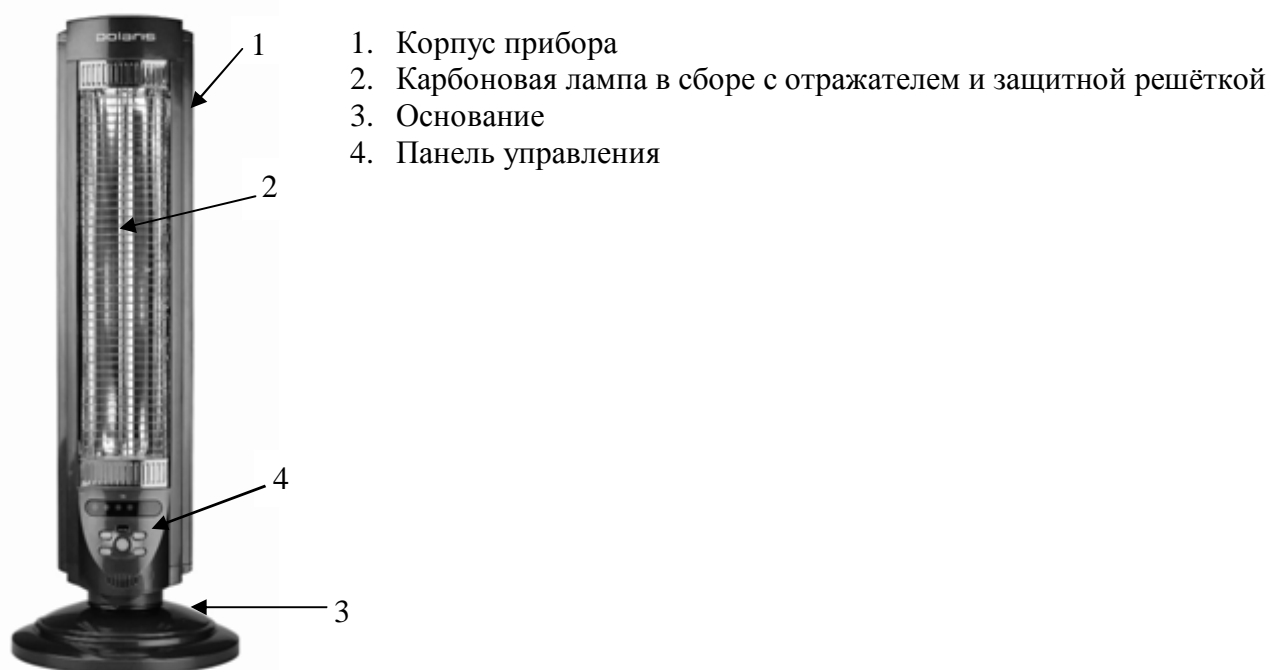 polaris
1
2
4
3
1. Корпус прибора
2. Карбоновая лампа в сборе с отражателем и защитной решёткой
3. Основание
4. Панель управления